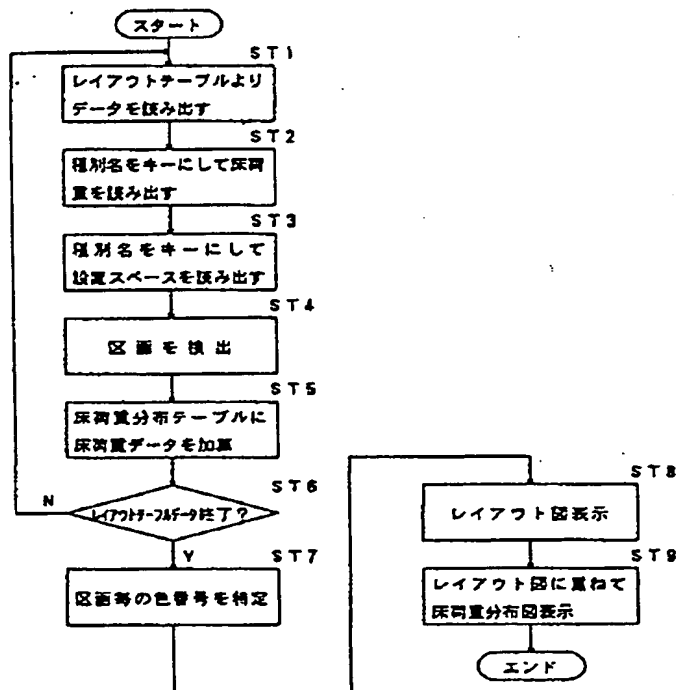 スタート
ST1
レイアウトテーブルより
データを読み出す
ST2
種別名をキーにして床荷
重を読み出す
ST3
種別名をキーにして
設置スペースを読み出す
ST4
区画を検出
ST5
床荷重分布テーブルに
床荷重データを加算
ST6
N
レイアウトテーブルデータ終了?
Y
ST7
区画毎の色番号を特定
ST8
レイアウト図表示
ST9
レイアウト図に重ねて
床荷重分布図表示
エンド